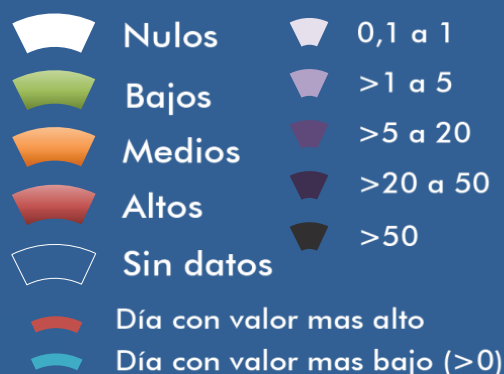 Nulos
Bajos
Medios
Altos
Sin datos
0,1 a 1
>1 a 5
>5 a 20
>20 a 50
>50
Día con valor mas alto
Día con valor mas bajo (>0)